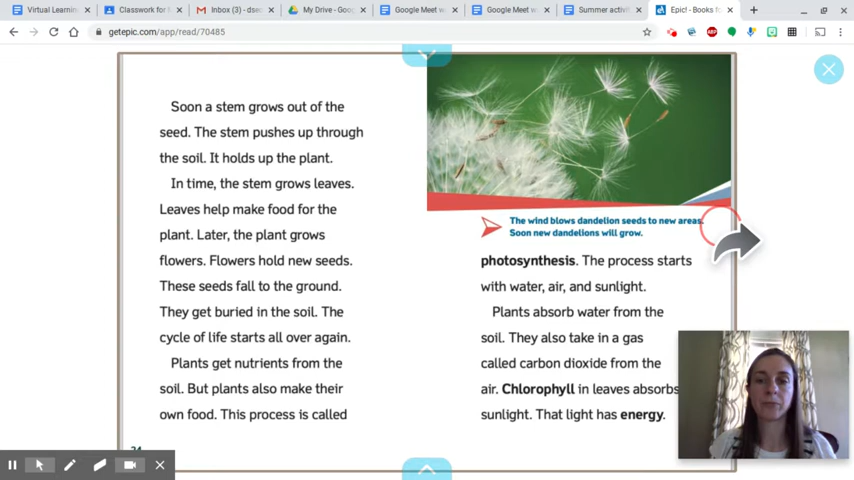 Virtual Learnin
Classwork for E
Inbox (3) - dsec
My Drive - Goo
Google Meet w
Google Meet w
Summer activi
Epic! - Books fo
getepic.com/app/read/70485
Soon a stem grows out of the
seed. The stem pushes up through
the soil. It holds up the plant.
In time, the stem grows leaves.
Leaves help make food for the
plant. Later, the plant grows
flowers. Flowers hold new seeds.
These seeds fall to the ground.
They get buried in the soil. The
cycle of life starts all over again.
Plants get nutrients from the
soil. But plants also make their
own food. This process is called
The wind blows dandelion seeds to new areas.
Soon new dandelions will grow.
photosynthesis. The process starts
with water, air, and sunlight.
Plants absorb water from the
soil. They also take in a gas
called carbon dioxide from the
air. Chlorophyll in leaves absorbs
sunlight. That light has energy.